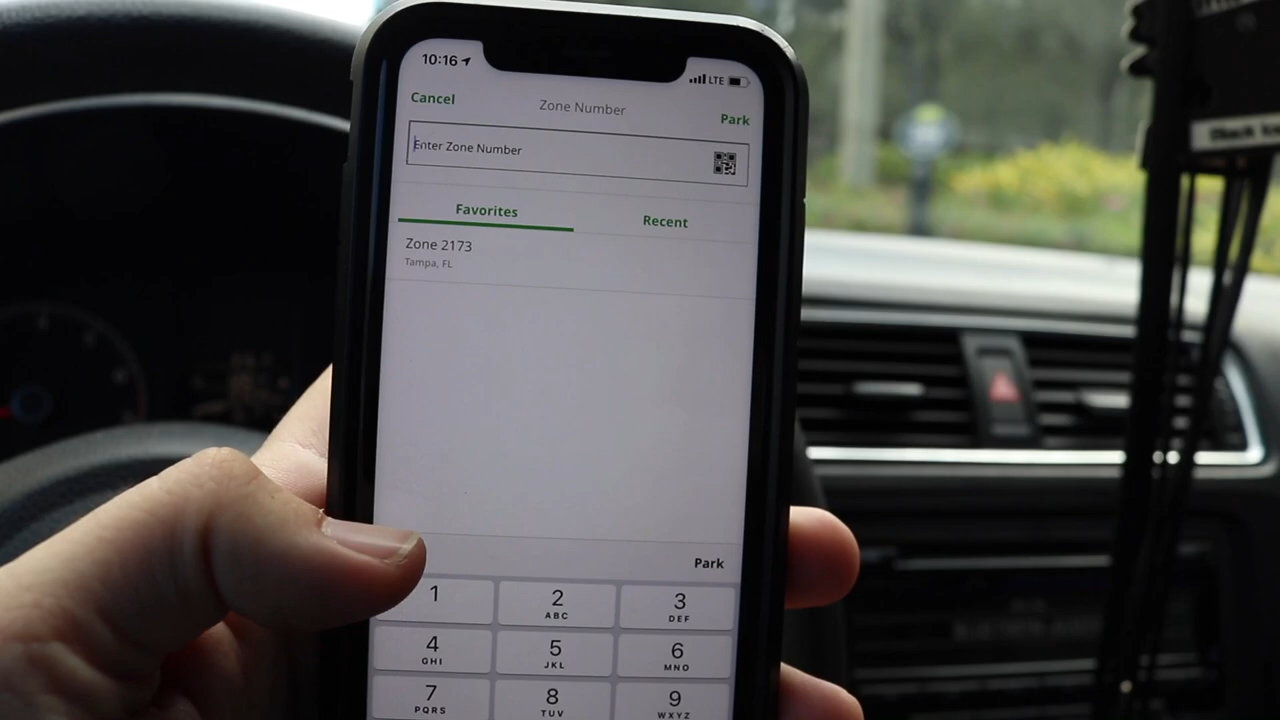 10:16
LTE
Cancel
Zone Number
Park
Enter Zone Number
Favorites
Recent
Zone 2173
Tampa, FL
Park
1
2
3
ABC
DEF
4
5
6
GHI
JKL
MNO
7
8
9
PQRS
TUV
WXYZ